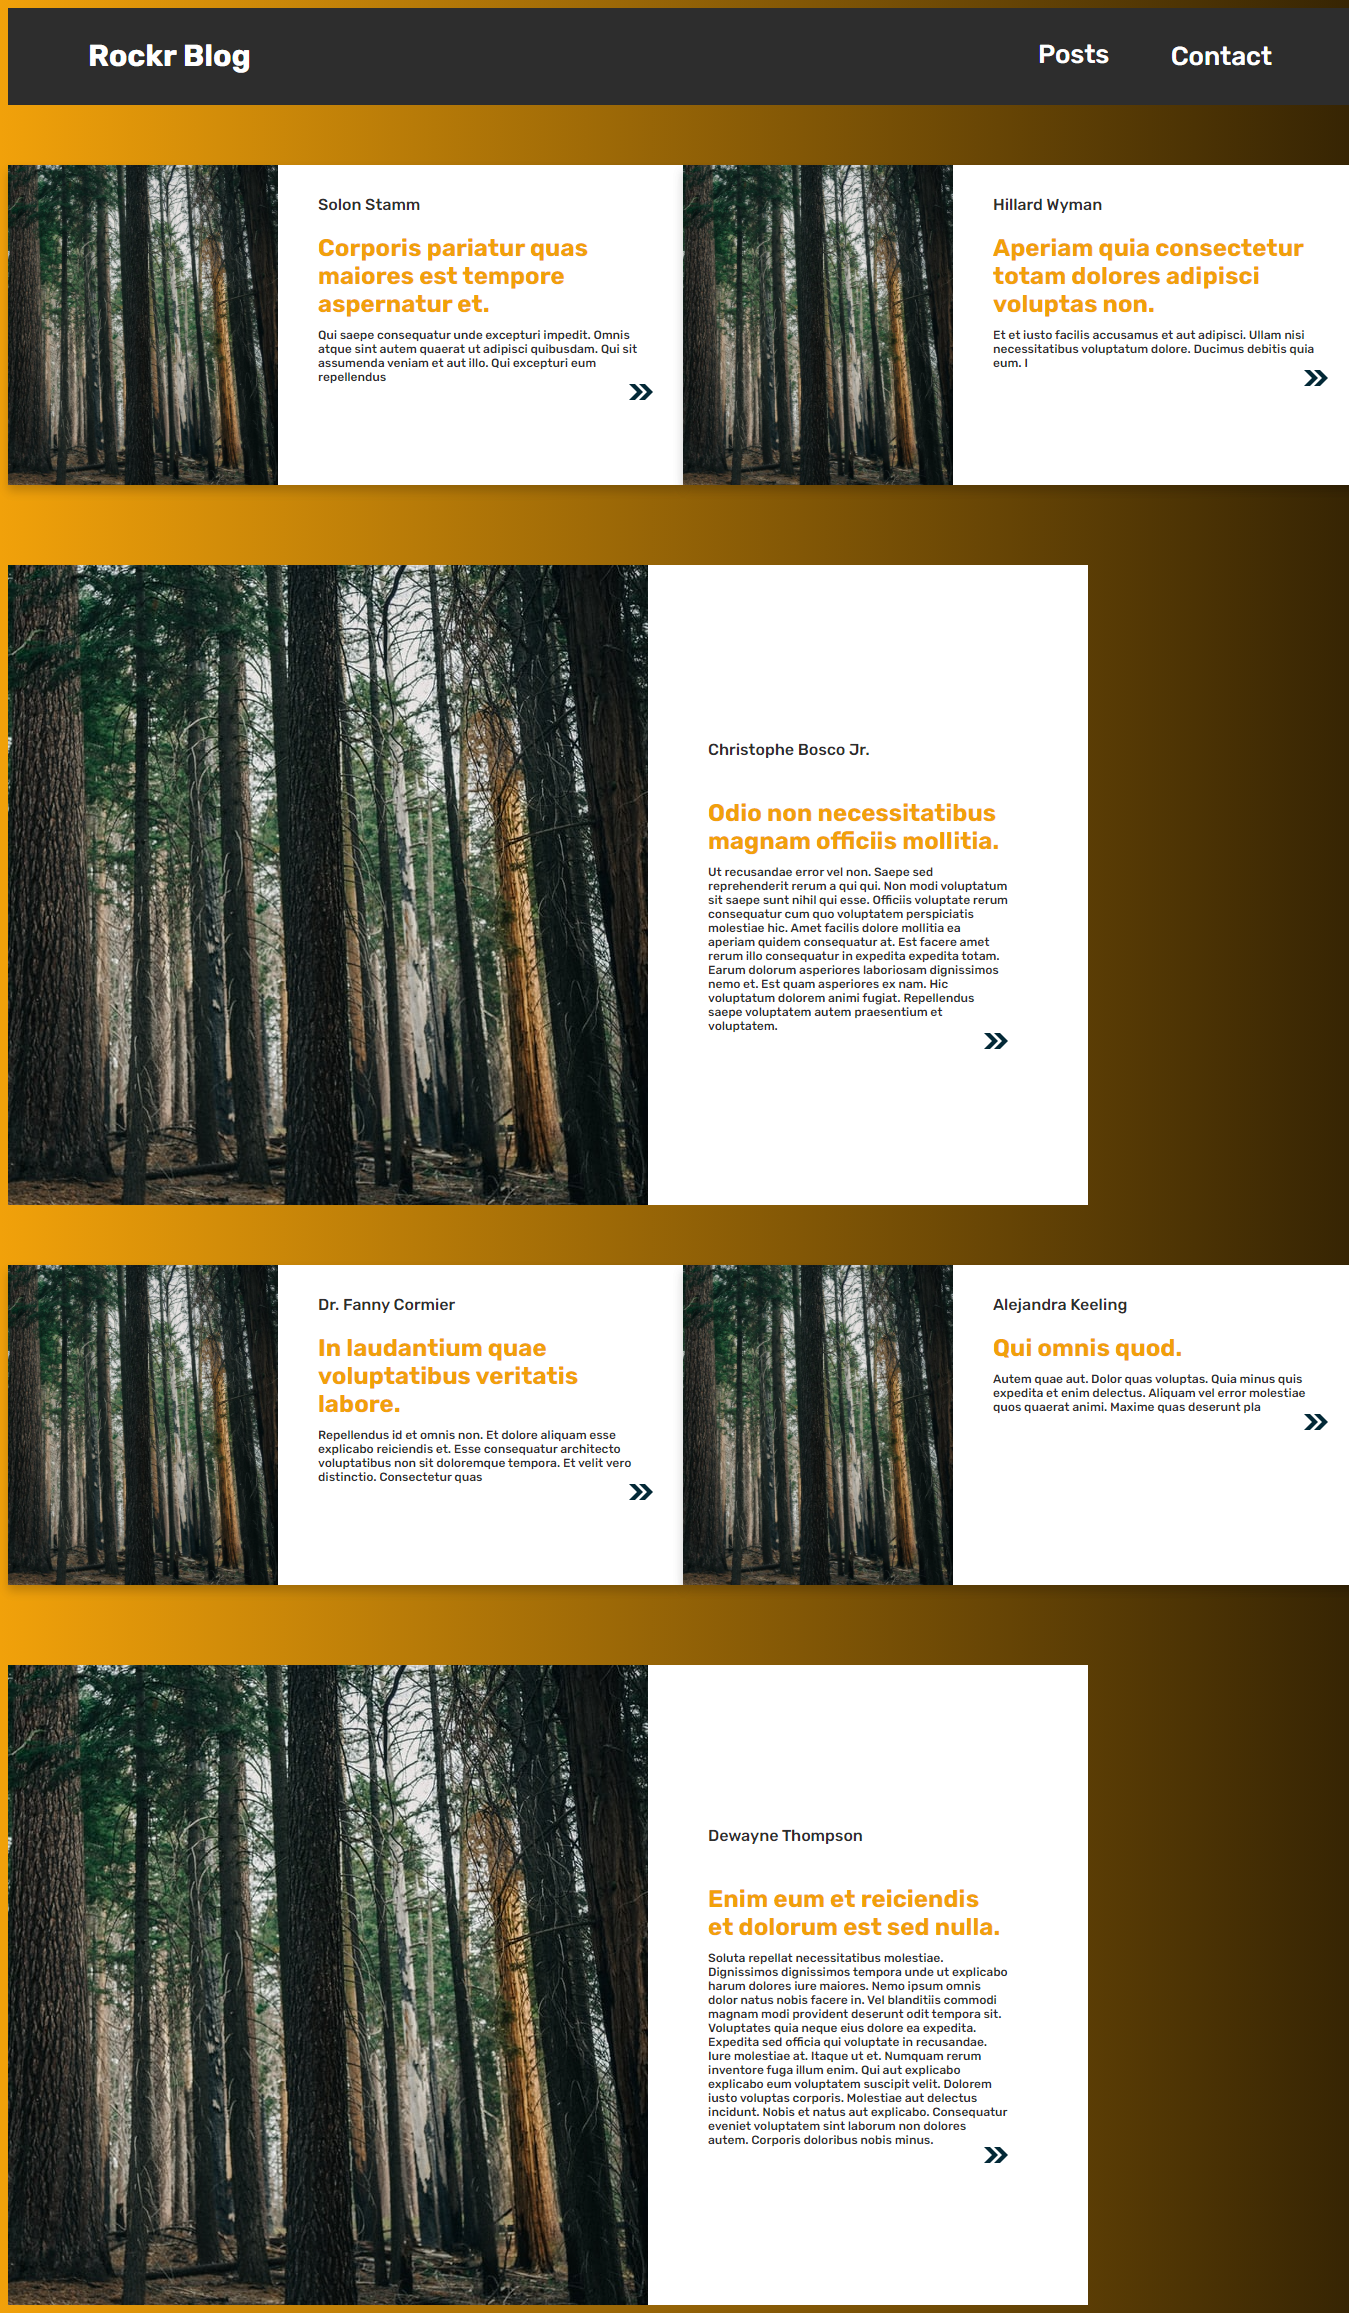 Rockr Blog
Posts
Contact
Solon Stamm
Corporis pariatur quas
maiores est tempore
aspernatur et.
Qui saepe consequatur unde excepturi impedit. Omnis
atque sint autem quaerat ut adipisci quibusdam. Qui sit
assumenda veniam et aut illo. Qui excepturi eum
repellendus
Hillard Wyman
Aperiam quia consectetur
totam dolores adipisci
voluptas non.
Et et iusto facilis accusamus et aut adipisci. Ullam nisi
necessitatibus voluptatum dolore. Ducimus debitis quia
eum. I
Christophe Bosco Jr.
Odio non necessitatibus
magnam officiis mollitia.
Ut recusandae error vel non. Saepe sed
reprehenderit rerum a qui qui. Non modi voluptatum
sit saepe sunt nihil qui esse. Officiis voluptate rerum
consequatur cum quo voluptatem perspiciatis
molestiae hic. Amet facilis dolore mollitia ea
aperiam quidem consequatur at. Est facere amet
rerum illo consequatur in expedita expedita totam.
Earum dolorum asperiores laboriosam dignissimos
nemo et. Est quam asperiores ex nam. Hic
voluptatum dolorem animi fugiat. Repellendus
saepe voluptatem autem praesentium et
voluptatem.
Dr. Fanny Cormier
In laudantium quae
voluptatibus veritatis
labore.
Repellendus id et omnis non. Et dolore aliquam esse
explicabo reiciendis et. Esse consequatur architecto
voluptatibus non sit doloremque tempora. Et velit vero
distinctio. Consectetur quas
Alejandra Keeling
Qui omnis quod.
Autem quae aut. Dolor quas voluptas. Quia minus quis
expedita et enim delectus. Aliquam vel error molestiae
quos quaerat animi. Maxime quas deserunt pla
Dewayne Thompson
Enim eum et reiciendis
et dolorum est sed nulla.
Soluta repellat necessitatibus molestiae.
Dignissimos dignissimos tempora unde ut explicabo
harum dolores iure maiores. Nemo ipsum omnis
dolor natus nobis facere in. Vel blanditiis commodi
magnam modi provident deserunt odit tempora sit.
Voluptates quia neque eius dolore ea expedita.
Expedita sed officia qui voluptate in recusandae.
Iure molestiae at. Itaque ut et. Numquam rerum
inventore fuga illum enim. Qui aut explicabo
explicabo eum voluptatem suscipit velit. Dolorem
iusto voluptas corporis. Molestiae aut delectus
incidunt. Nobis et natus aut explicabo. Consequatur
eveniet voluptatem sint laborum non dolores
autem. Corporis doloribus nobis minus.